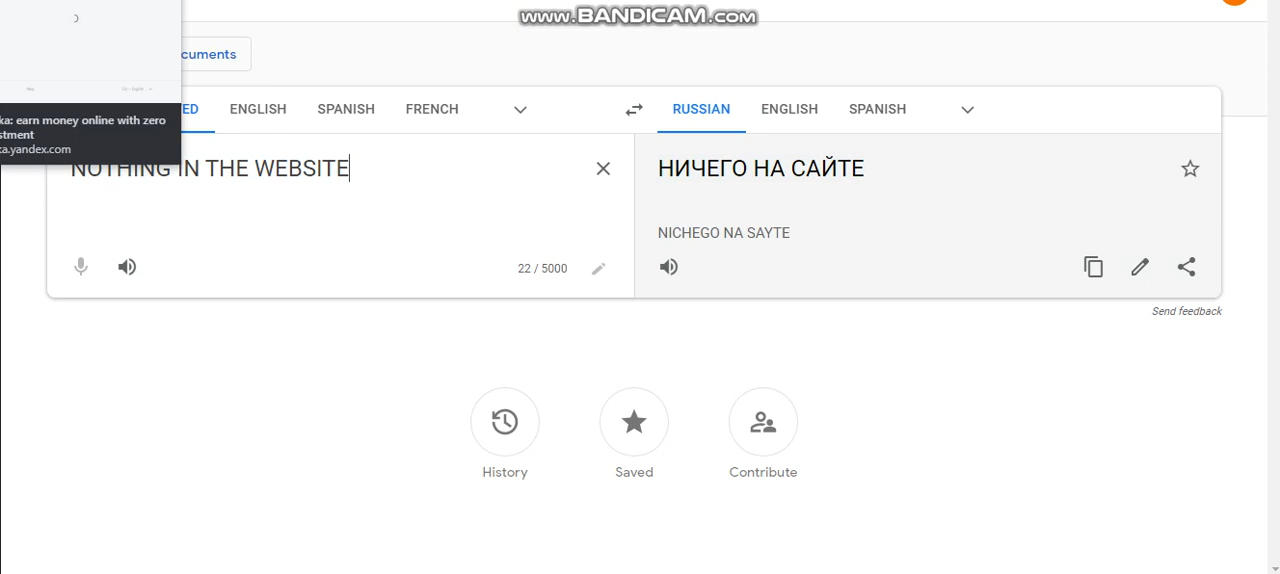 www.BANDICAM.com
cuments
ED ENGLISH SPANISH FRENCH RUSSIAN ENGLISH SPANISH
ka: earn money online with zero
stment
ka.yandex.com
NOTHING IN THE WEBSITE
НИЧЕГО НА САЙТЕ
NICHEGO NA SAYTE
22 / 5000
Send feedback
History Saved Contribute